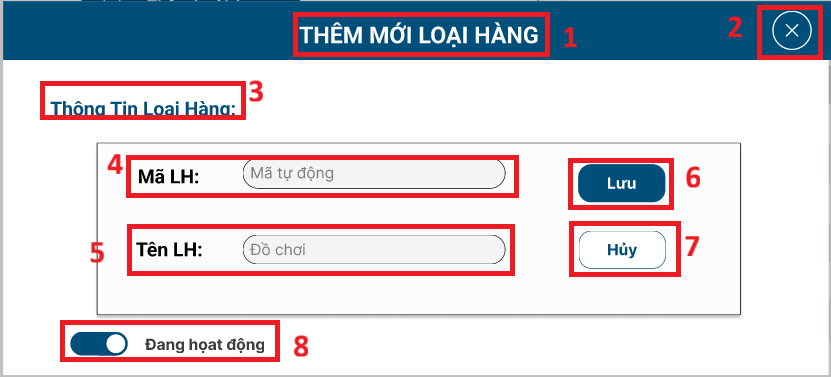 THÊM MỚI LOẠI HÀNG 1 2
Thông Tin Loại Hàng: 3
4 Mã LH: Mã tự động Lưu 6
5 Tên LH: Đồ chơi Hủy 7
Đang họat động 8